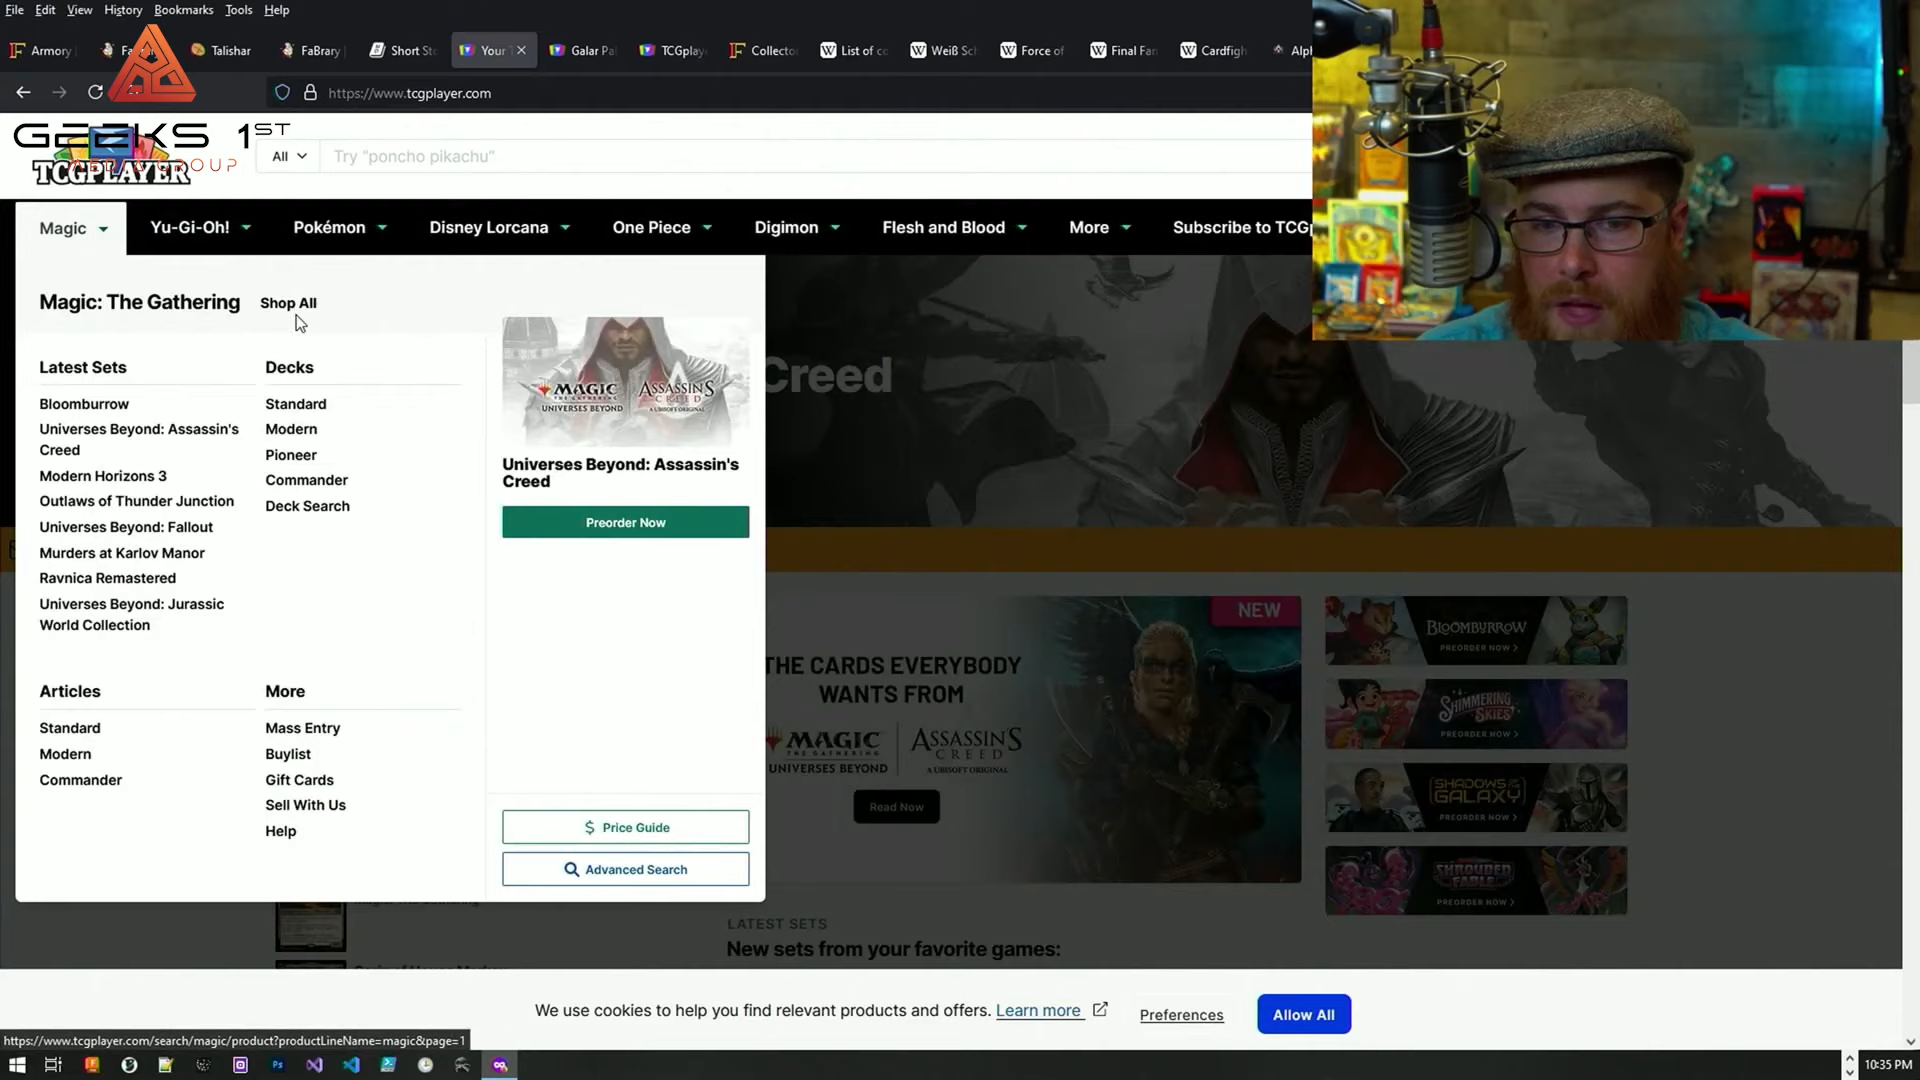 File Edit View History Bookmarks Tools Help
Armory Fa Talishar FaBrary Short Sto Your T Galar Pa TCGplay Collecto List of co Weiß Sch Force of Final Fan Cardfigh Alph
https://www.tcgplayer.com
GEEKS 1ST
MEDIA GROUP
TCGPLAYER
All Try "poncho pikachu"
Magic Yu-Gi-Oh! Pokémon Disney Lorcana One Piece Digimon Flesh and Blood More Subscribe to TCGp
Magic: The Gathering Shop All
Latest Sets
Bloomburrow
Universes Beyond: Assassin's
Creed
Modern Horizons 3
Outlaws of Thunder Junction
Universes Beyond: Fallout
Murders at Karlov Manor
Ravnica Remastered
Universes Beyond: Jurassic
World Collection
Decks
Standard
Modern
Pioneer
Commander
Deck Search
Articles
Standard
Modern
Commander
More
Mass Entry
Buylist
Gift Cards
Sell With Us
Help
MAGIC
THE GATHERING
UNIVERSES BEYOND
ASSASSIN'S
CREED
A UBISOFT ORIGINAL
Universes Beyond: Assassin's
Creed
Preorder Now
$ Price Guide
Advanced Search
Creed
NEW
THE CARDS EVERYBODY
WANTS FROM
MAGIC
THE GATHERING
UNIVERSES BEYOND
ASSASSIN'S
CREED
A UBISOFT ORIGINAL
Read Now
BLOOMBURROW
PREORDER NOW >
SHIMMERING
SKIES
PREORDER NOW >
SHADOWS OF THE
GALAXY
PREORDER NOW >
SHROUDED
FABLE
PREORDER NOW >
LATEST SETS
New sets from your favorite games:
We use cookies to help you find relevant products and offers. Learn more Preferences Allow All
https://www.tcgplayer.com/search/magic/product?productLineName=magic&page=1
10:35 PM